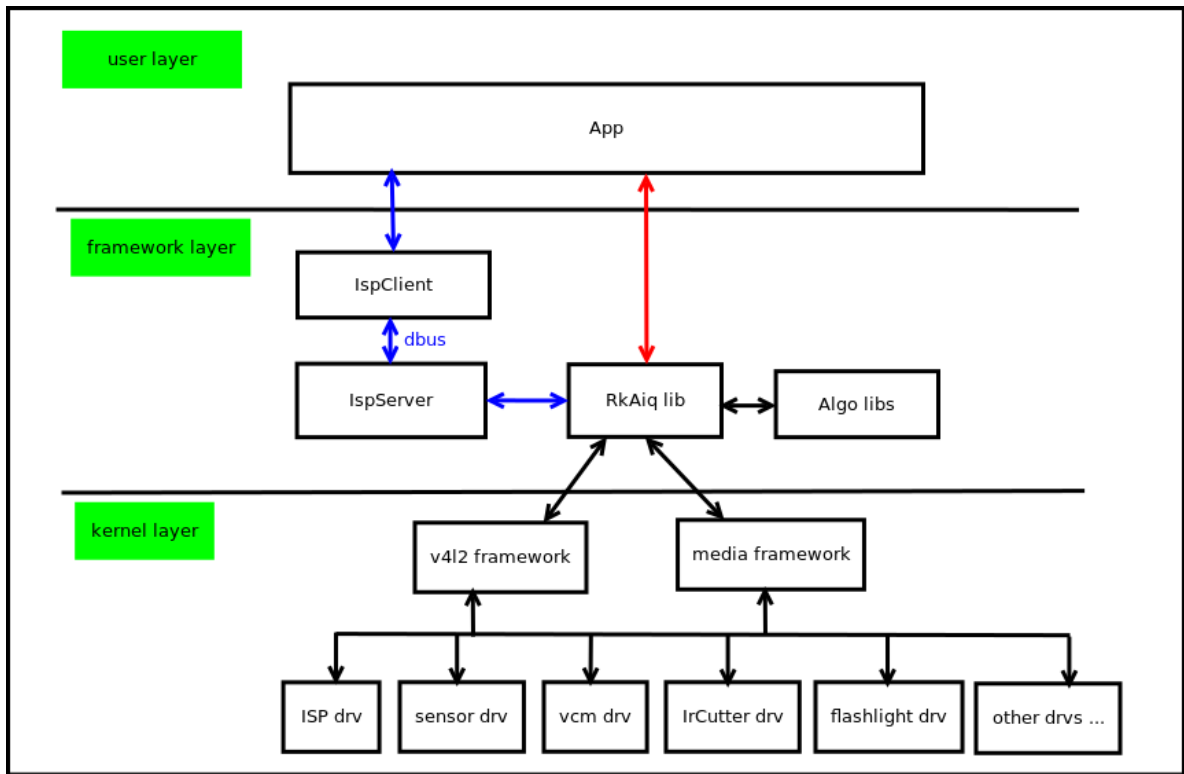 user layer
App
framework layer
IspClient
dbus
IspServer
RkAiq lib
Algo libs
kernel layer
v4l2 framework
media framework
ISP drv
sensor drv
vcm drv
IrCutter drv
flashlight drv
other drvs ...